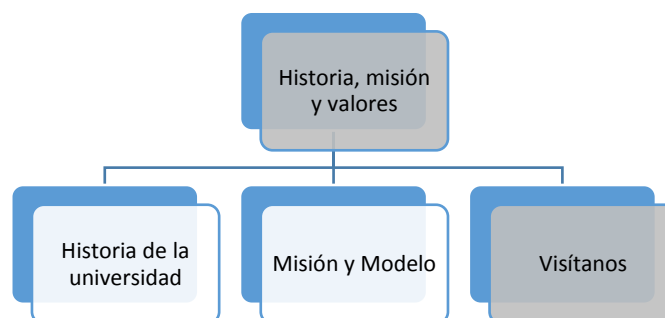 Historia, misión
y valores
Historia de la
universidad
Misión y Modelo
Visítanos